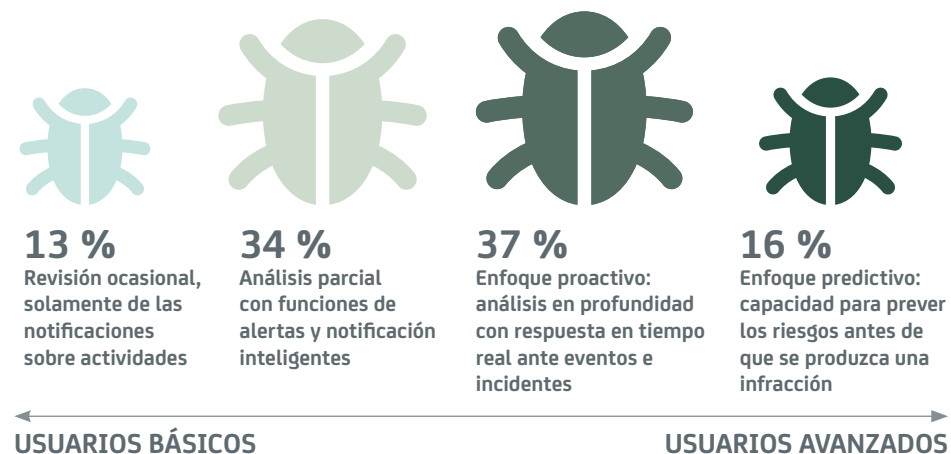 13 %
Revisión ocasional,
solamente de las
notificaciones
sobre actividades
34 %
Análisis parcial
con funciones de
alertas y notificación
inteligentes
37 %
Enfoque proactivo:
análisis en profundidad
con respuesta en tiempo
real ante eventos e
incidentes
16 %
Enfoque predictivo:
capacidad para prever
los riesgos antes de
que se produzca una
infracción
USUARIOS BÁSICOS
USUARIOS AVANZADOS